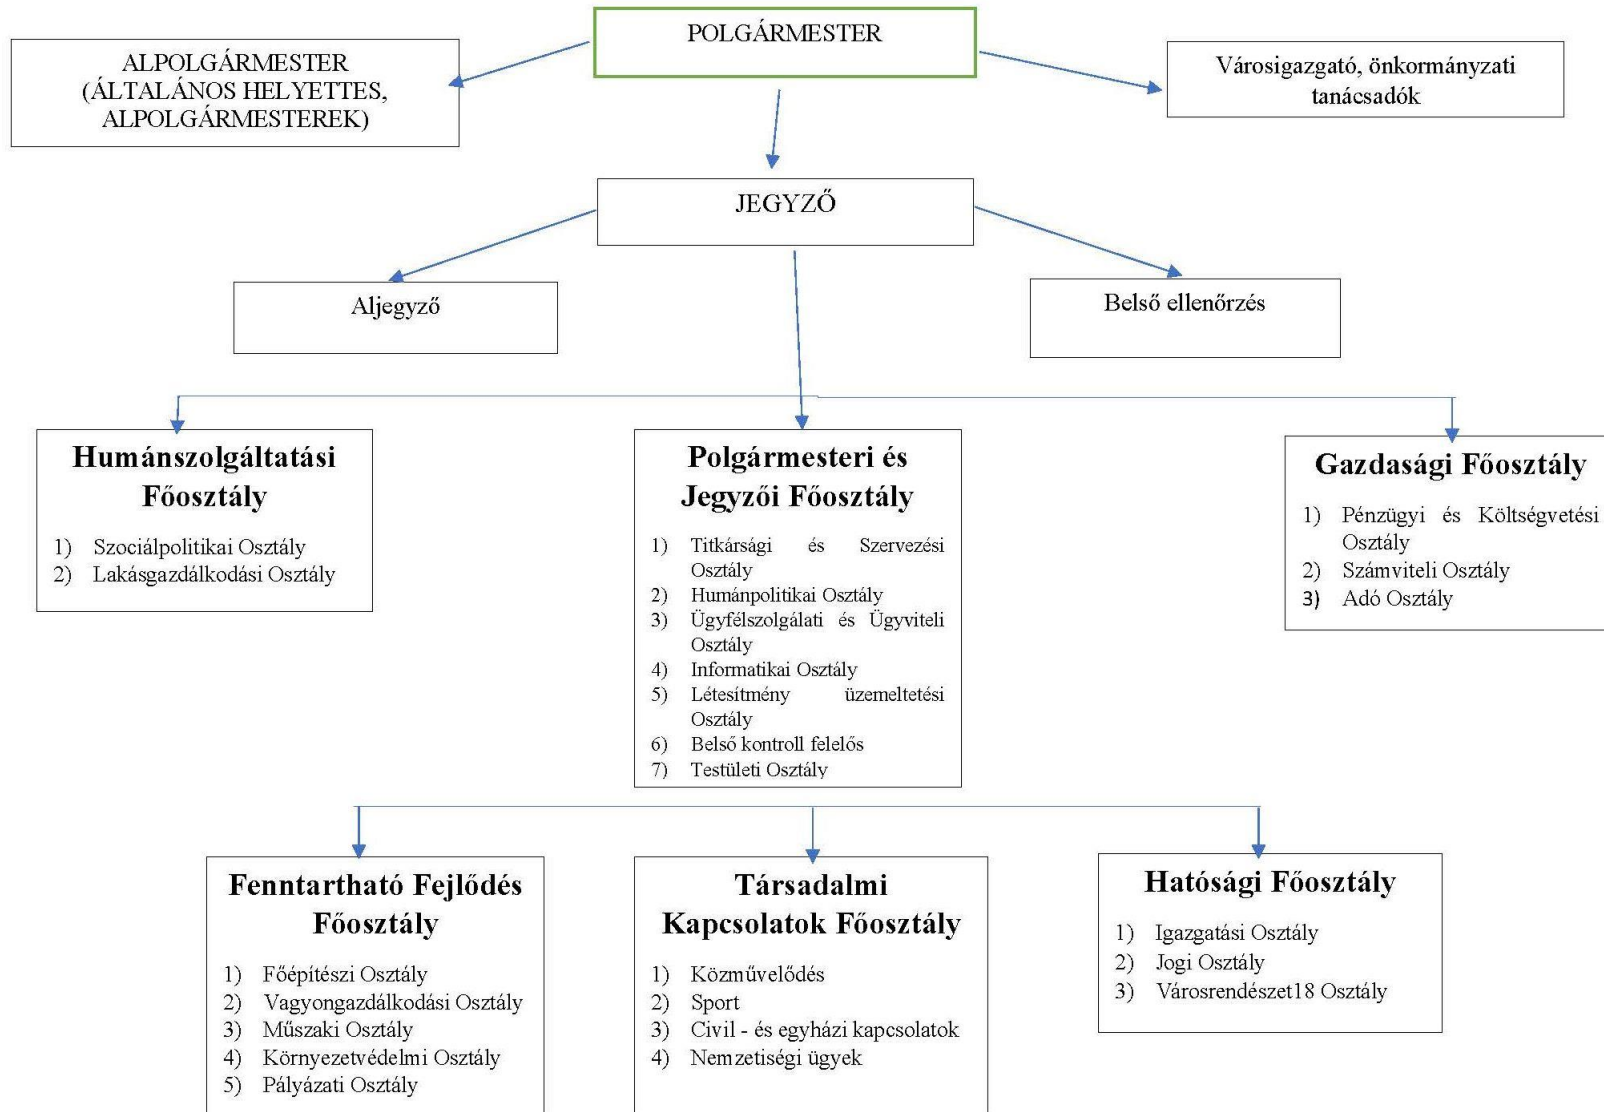 POLGÁRMESTER
ALPOLGÁRMESTER
(ÁLTALÁNOS HELYETTES,
ALPOLGÁRMESTEREK)
Városigazgató, önkormányzati
tanácsadók
JEGYZŐ
Aljegyző
Belső ellenőrzés
Humánszolgáltatási
Főosztály
1) Szociálpolitikai Osztály
2) Lakásgazdálkodási Osztály
Polgármesteri és
Jegyzői Főosztály
1) Titkársági és Szervezési
Osztály
2) Humánpolitikai Osztály
3) Ügyfélszolgálati és Ügyviteli
Osztály
4) Informatikai Osztály
5) Létesítmény üzemeltetési
Osztály
6) Belső kontroll felelős
7) Testületi Osztály
Gazdasági Főosztály
1) Pénzügyi és Költségvetési
Osztály
2) Számviteli Osztály
3) Adó Osztály
Fenntartható Fejlődés
Főosztály
1) Főépítészi Osztály
2) Vagyongazdálkodási Osztály
3) Műszaki Osztály
4) Környezetvédelmi Osztály
5) Pályázati Osztály
Társadalmi
Kapcsolatok Főosztály
1) Közművelődés
2) Sport
3) Civil - és egyházi kapcsolatok
4) Nemzetiségi ügyek
Hatósági Főosztály
1) Igazgatási Osztály
2) Jogi Osztály
3) Városrendészet18 Osztály